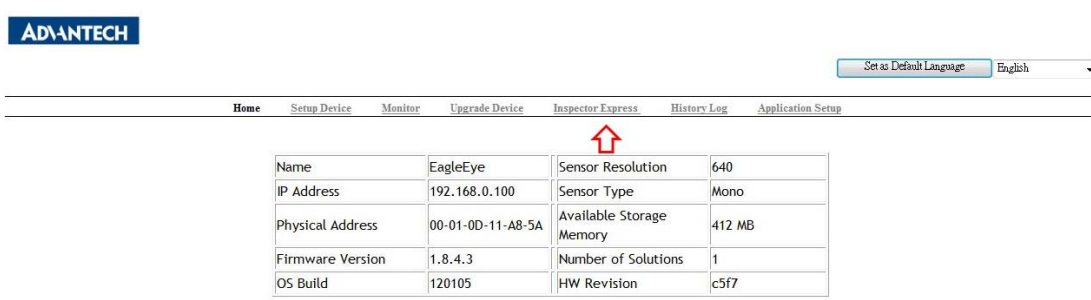 ADVANTECH
Set as Default Language English
Home Setup Device Monitor Upgrade Device Inspector Express History Log Application Setup
Name EagleEye Sensor Resolution 640
IP Address 192.168.0.100 Sensor Type Mono
Physical Address 00-01-0D-11-A8-5A Available Storage
Memory 412 MB
Firmware Version 1.8.4.3 Number of Solutions 1
OS Build 120105 HW Revision c5f7